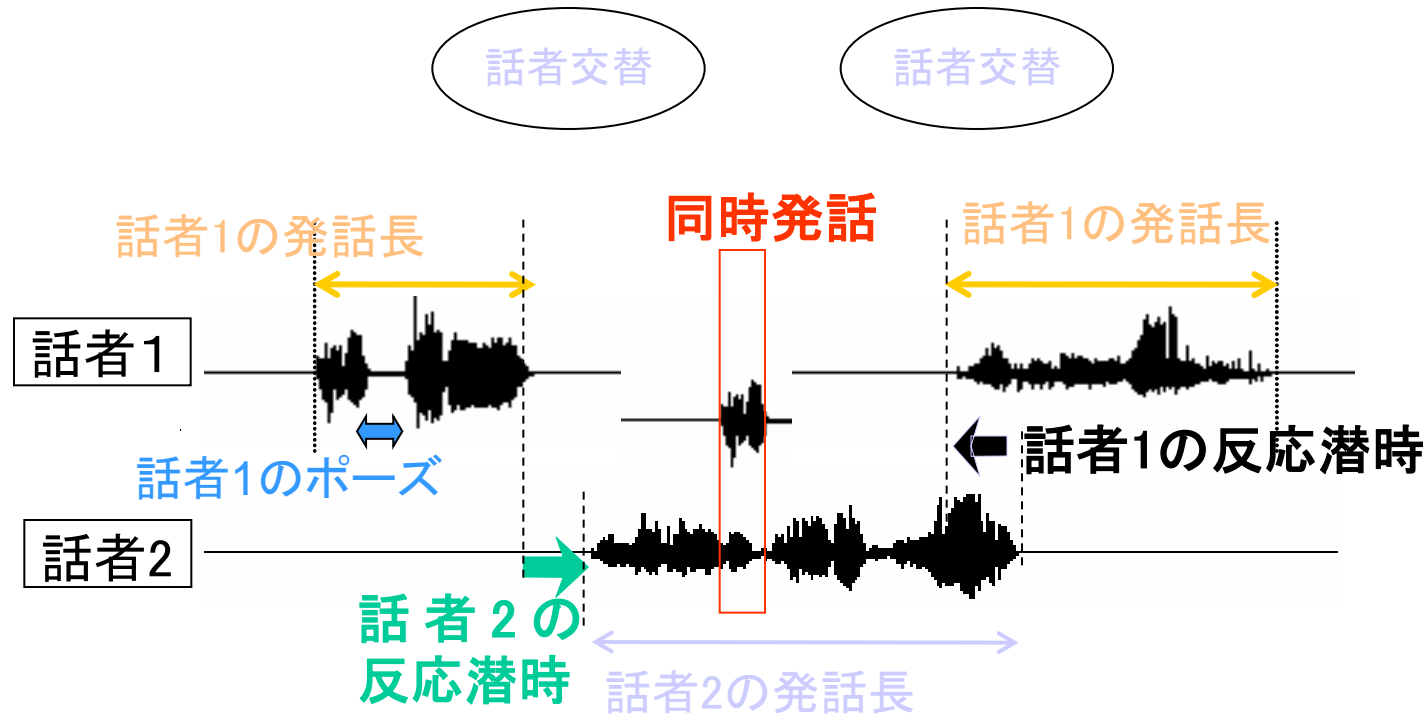 話者交替
話者交替
同時発話
話者1の発話長
話者1の発話長
話者1
話者1の反応潜時
話者1のポーズ
話者2
話者2の
反応潜時
話者2の発話長